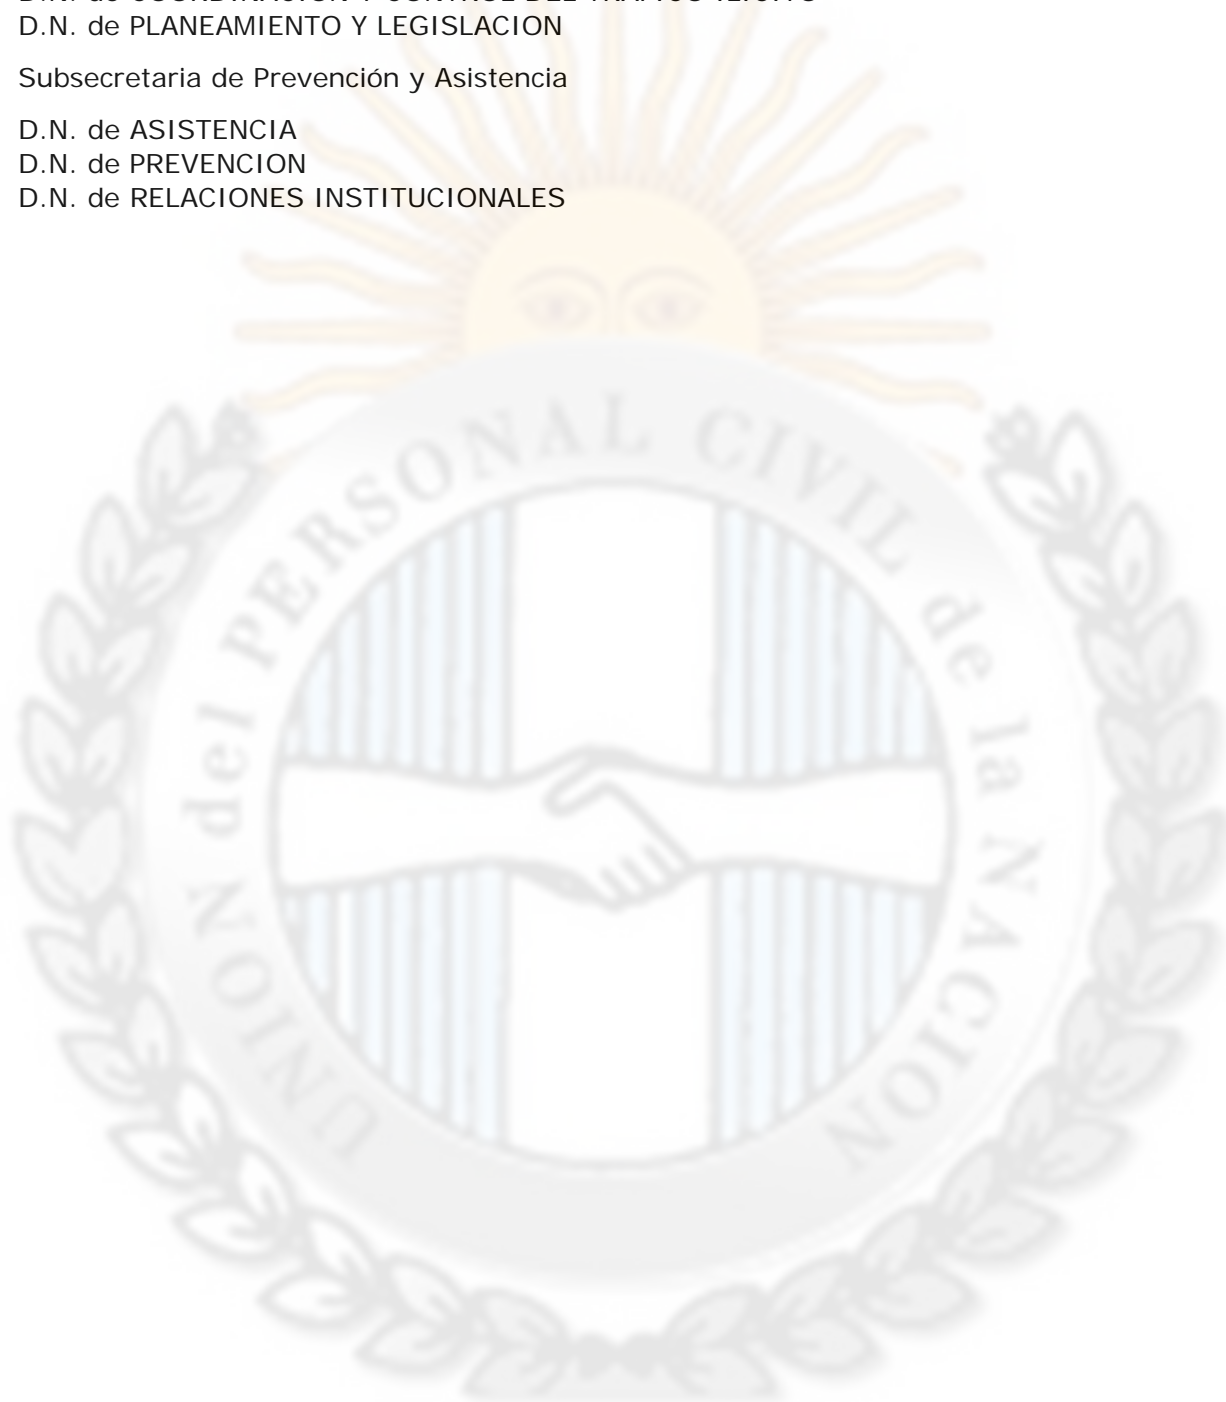 D.N. de PLANEAMIENTO Y LEGISLACION
Subsecretaria de Prevención y Asistencia
D.N. de ASISTENCIA
D.N. de PREVENCION
D.N. de RELACIONES INSTITUCIONALES
UNION del PERSONAL CIVIL de la NACION